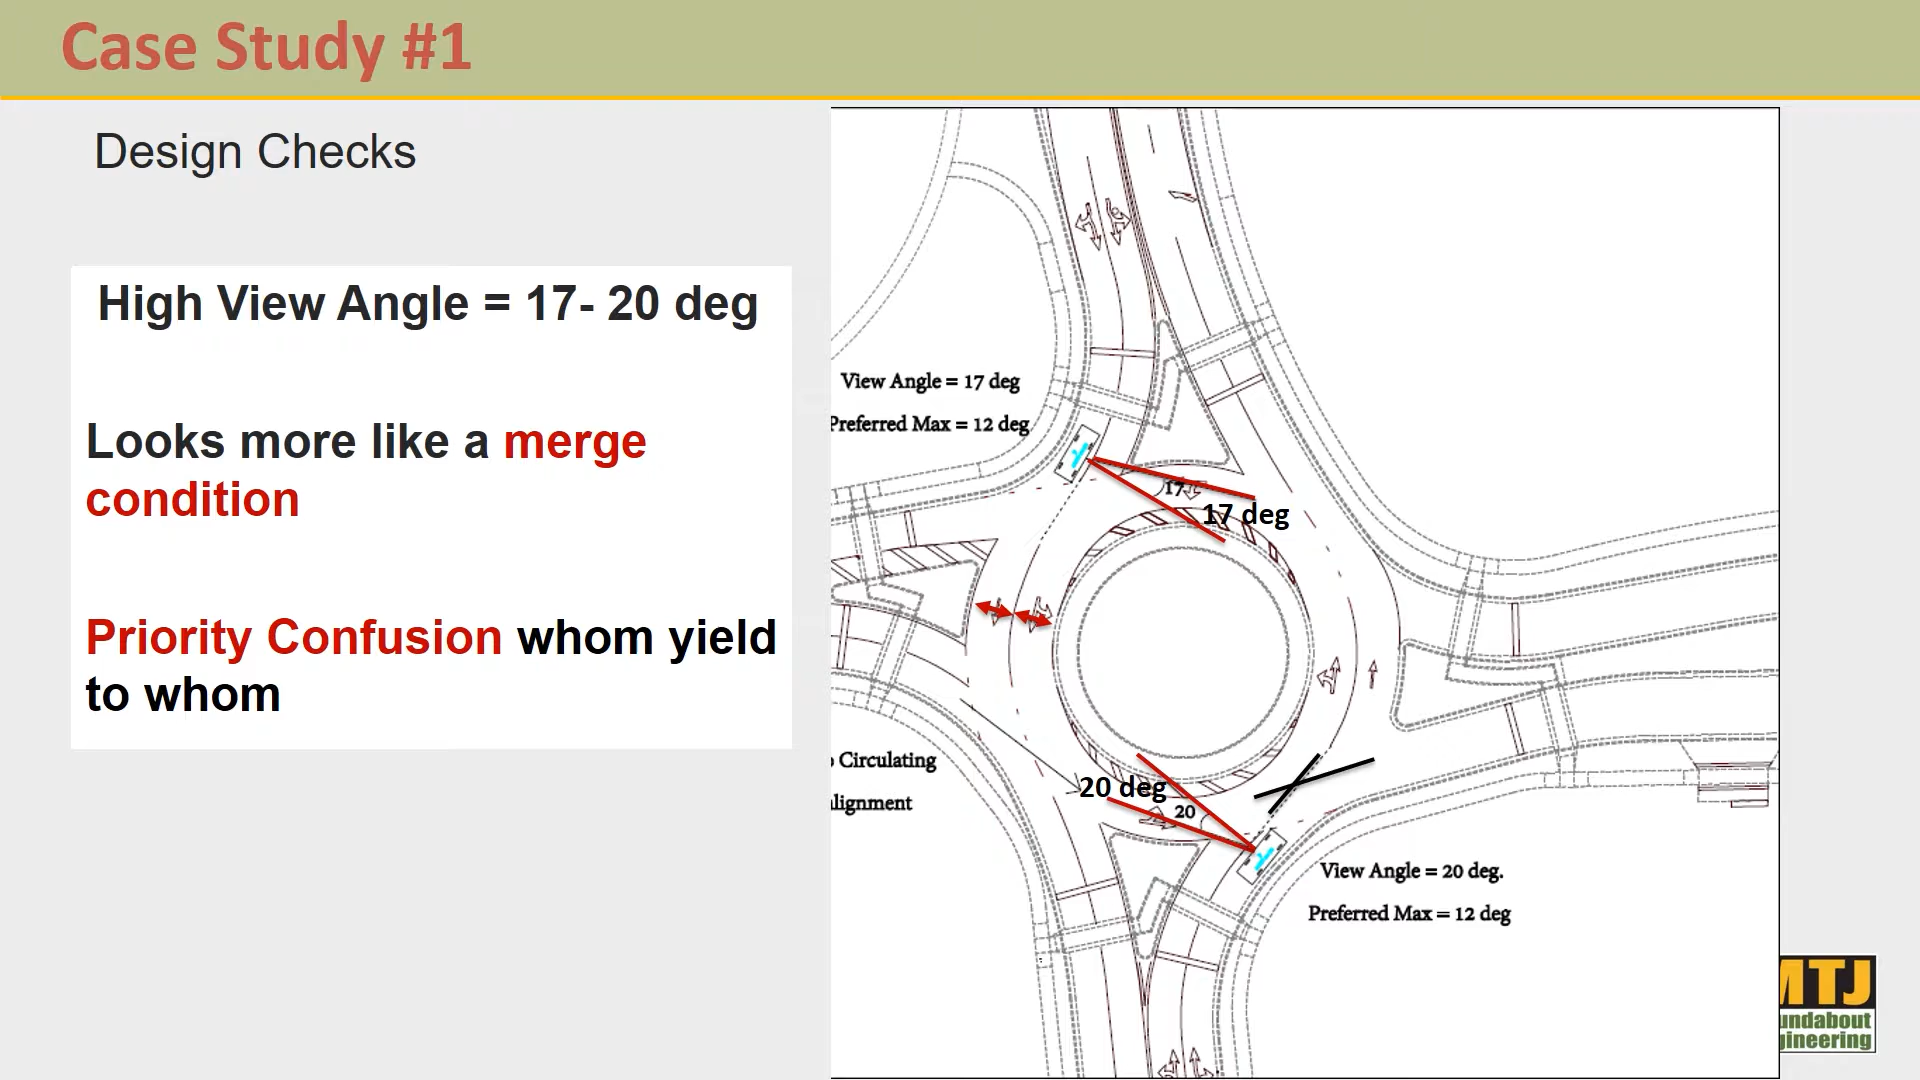 Case Study #1
Design Checks
High View Angle = 17- 20 deg
Looks more like a merge
condition
Priority Confusion whom yield
to whom
View Angle = 17 deg
Preferred Max = 12 deg
17
17 deg
Circulating
lignment
20 deg
20
View Angle = 20 deg.
Preferred Max = 12 deg
MTJ
undabout
gineering